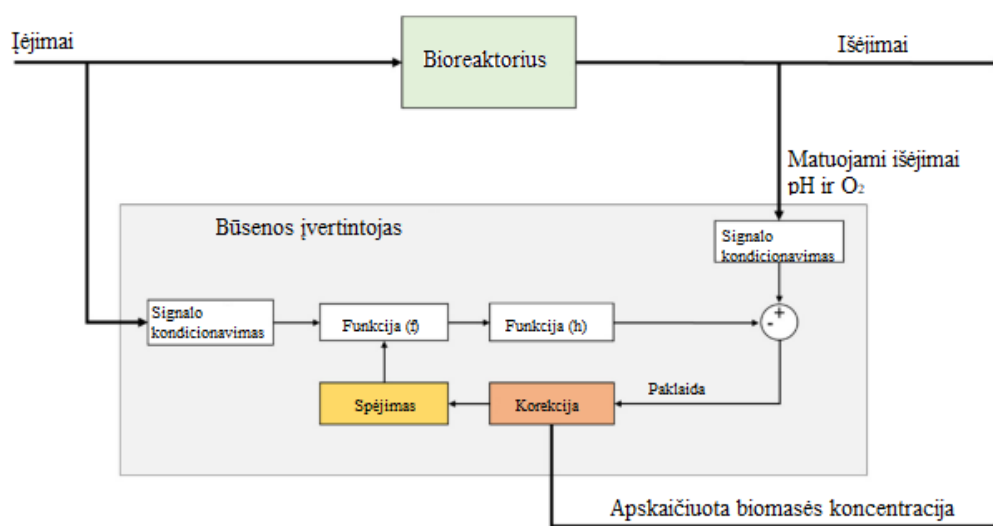 Įėjimai
Bioreaktorius
Išėjimai
Matuojami išėjimai
pH ir O₂
Būsenos įvertintojas
Signalo
kondicionavimas
Signalo
kondicionavimas
Funkcija (f)
Funkcija (h)
+
-
Spėjimas
Korekcija
Paklaida
Apskaičiuota biomasės koncentracija